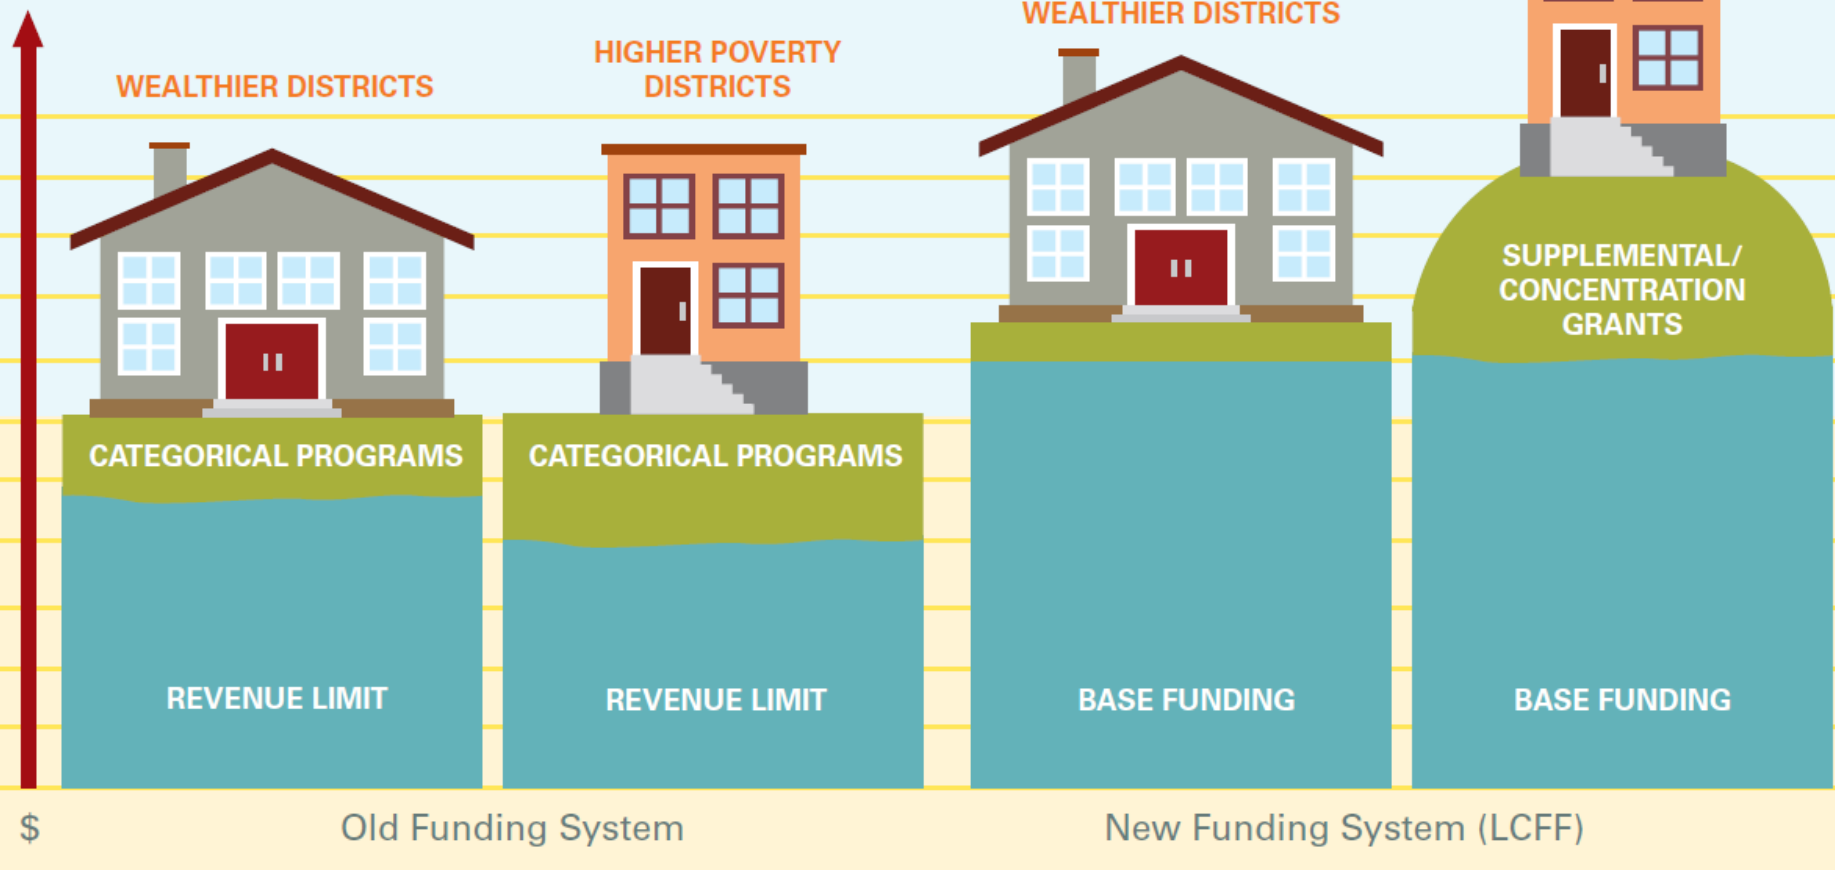 WEALTHIER DISTRICTS
HIGHER POVERTY
DISTRICTS
WEALTHIER DISTRICTS
CATEGORICAL PROGRAMS
CATEGORICAL PROGRAMS
SUPPLEMENTAL/
CONCENTRATION
GRANTS
REVENUE LIMIT
REVENUE LIMIT
BASE FUNDING
BASE FUNDING
$
Old Funding System
New Funding System (LCFF)